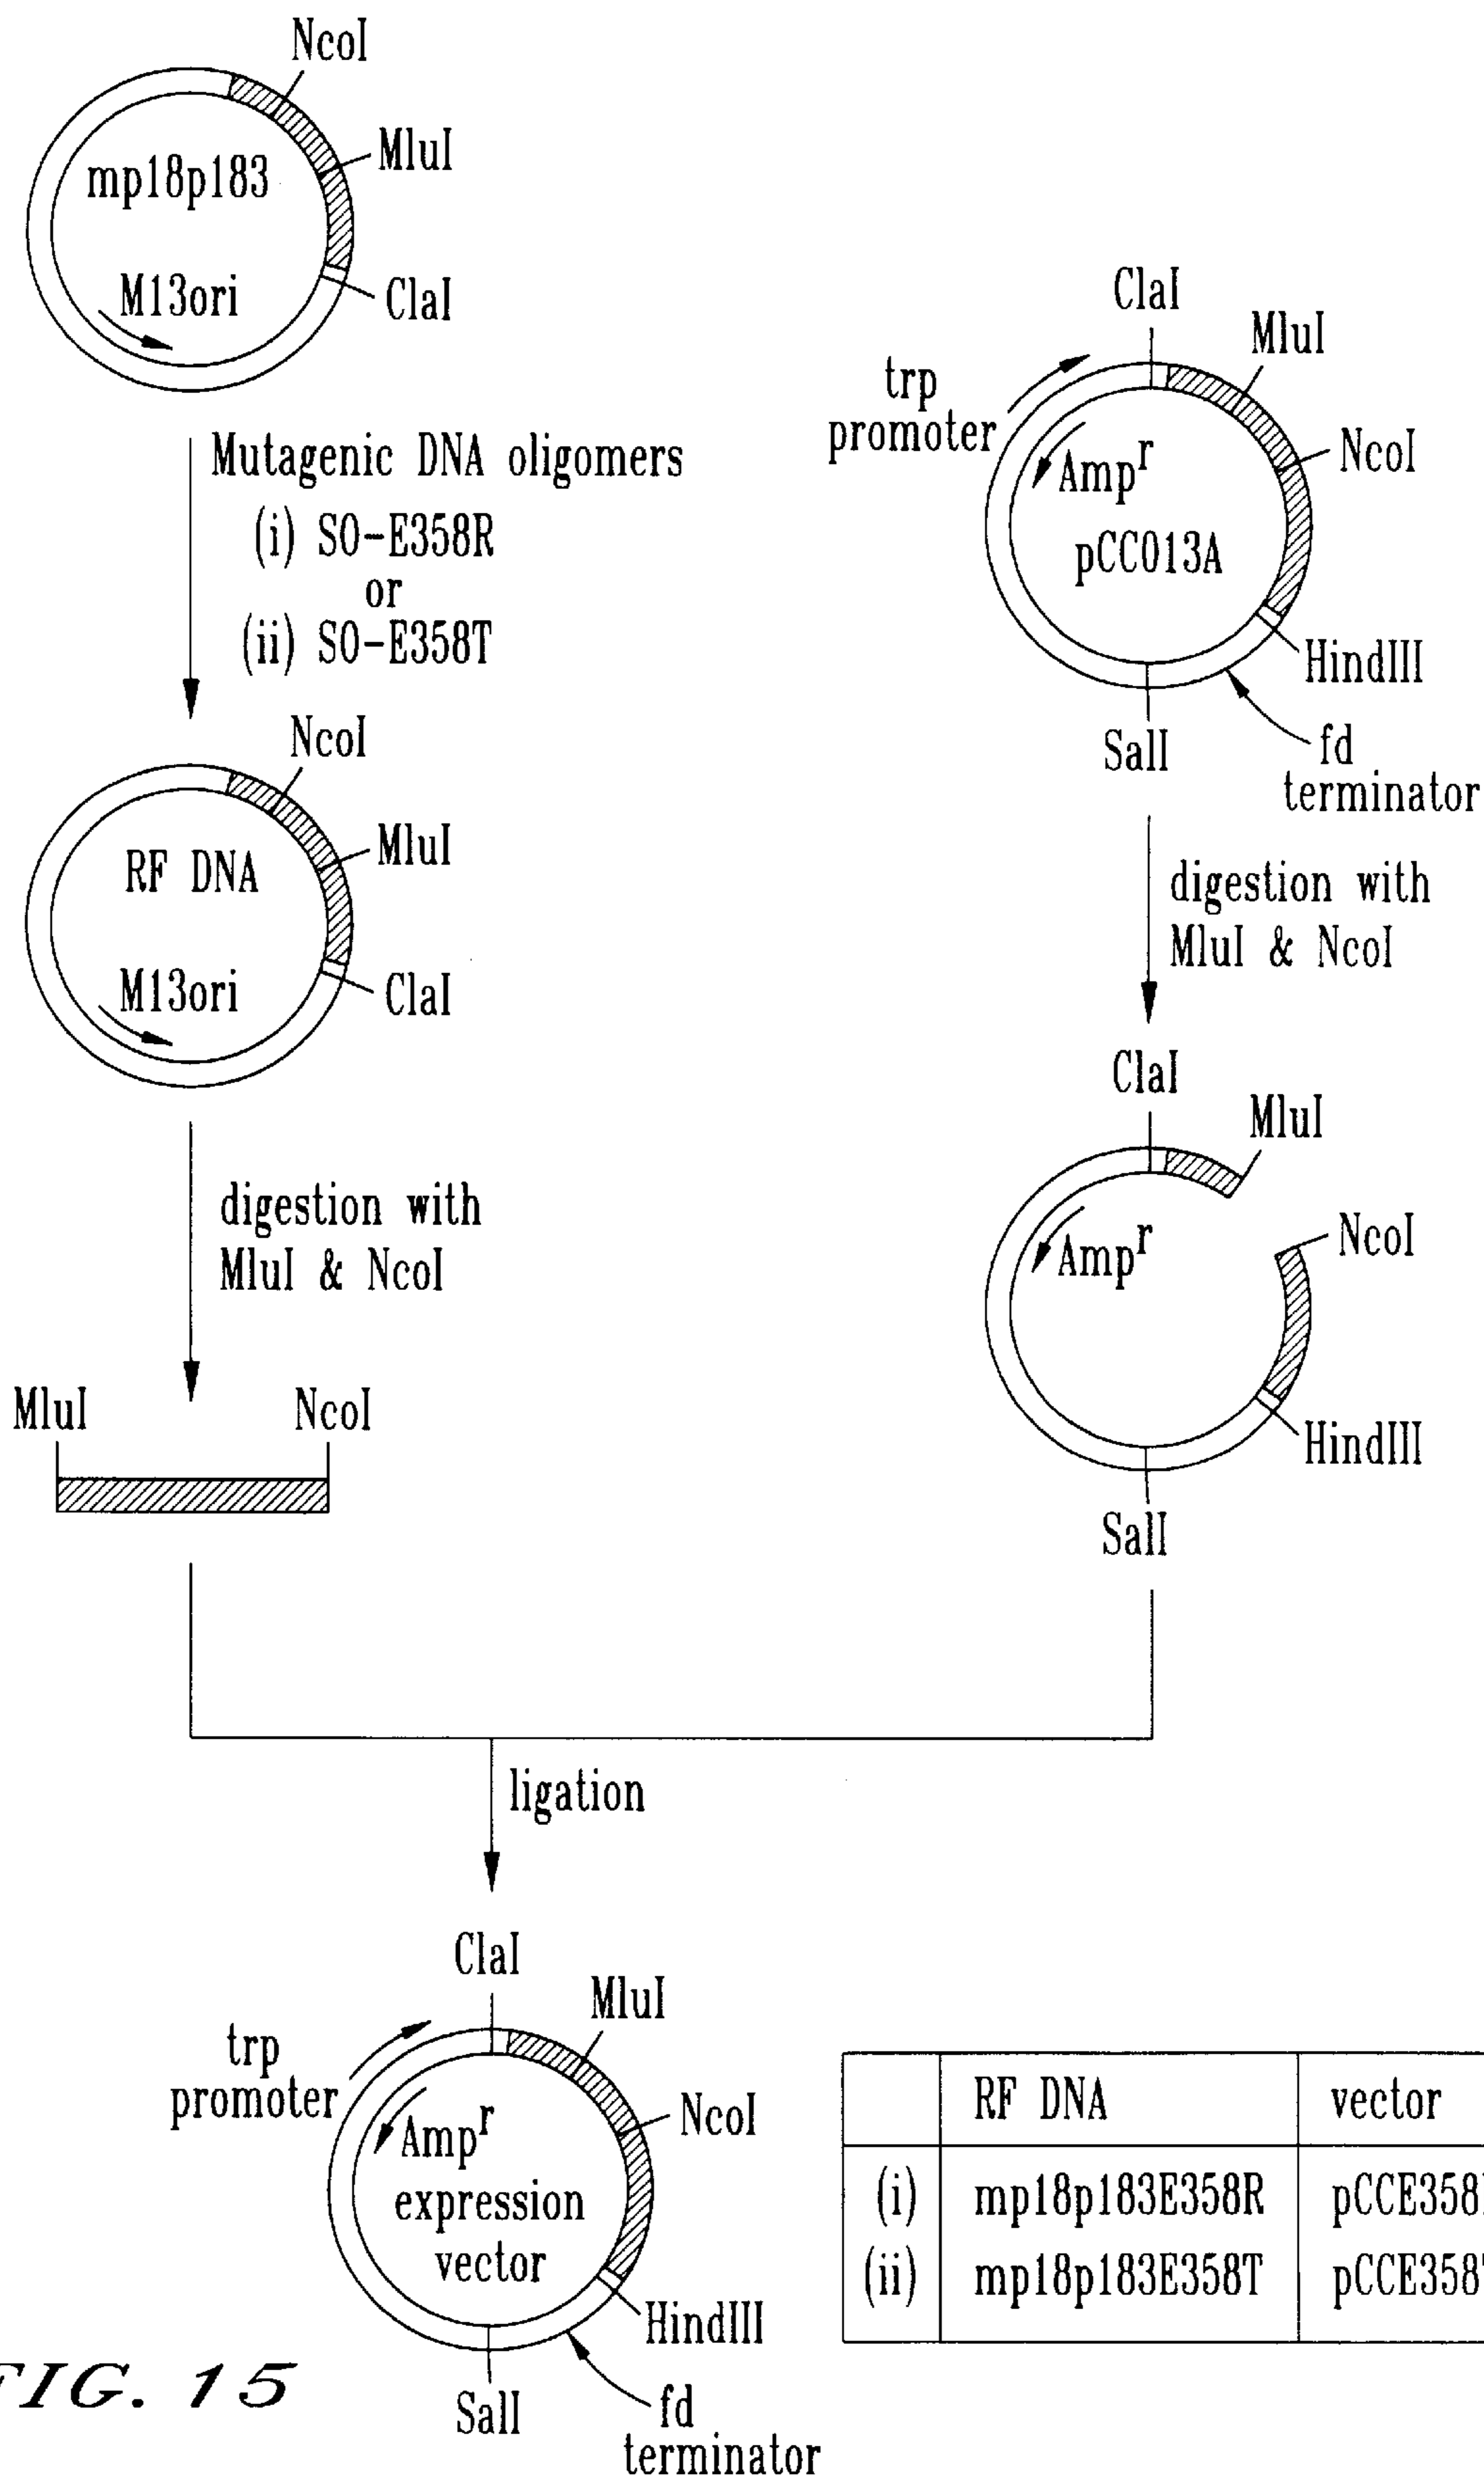 NcoI
MluI
mp18p183
M13ori
ClaI
Mutagenic DNA oligomers
(i) SO-E358R
or
(ii) SO-E358T
NcoI
MluI
RF DNA
M13ori
ClaI
digestion with
MluI & NcoI
MluI NcoI
ClaI
MluI
trp
promoter
NcoI
Amp^r
pCC013A
HindIII
SalI
fd
terminator
digestion with
MluI & NcoI
ClaI
MluI
NcoI
Amp^r
HindIII
SalI
ligation
ClaI
MluI
trp
promoter
NcoI
Amp^r
expression
vector
HindIII
SalI
fd
terminator
RF DNA vector
(i) mp18p183E358R
(ii) mp18p183E358T
FIG. 15